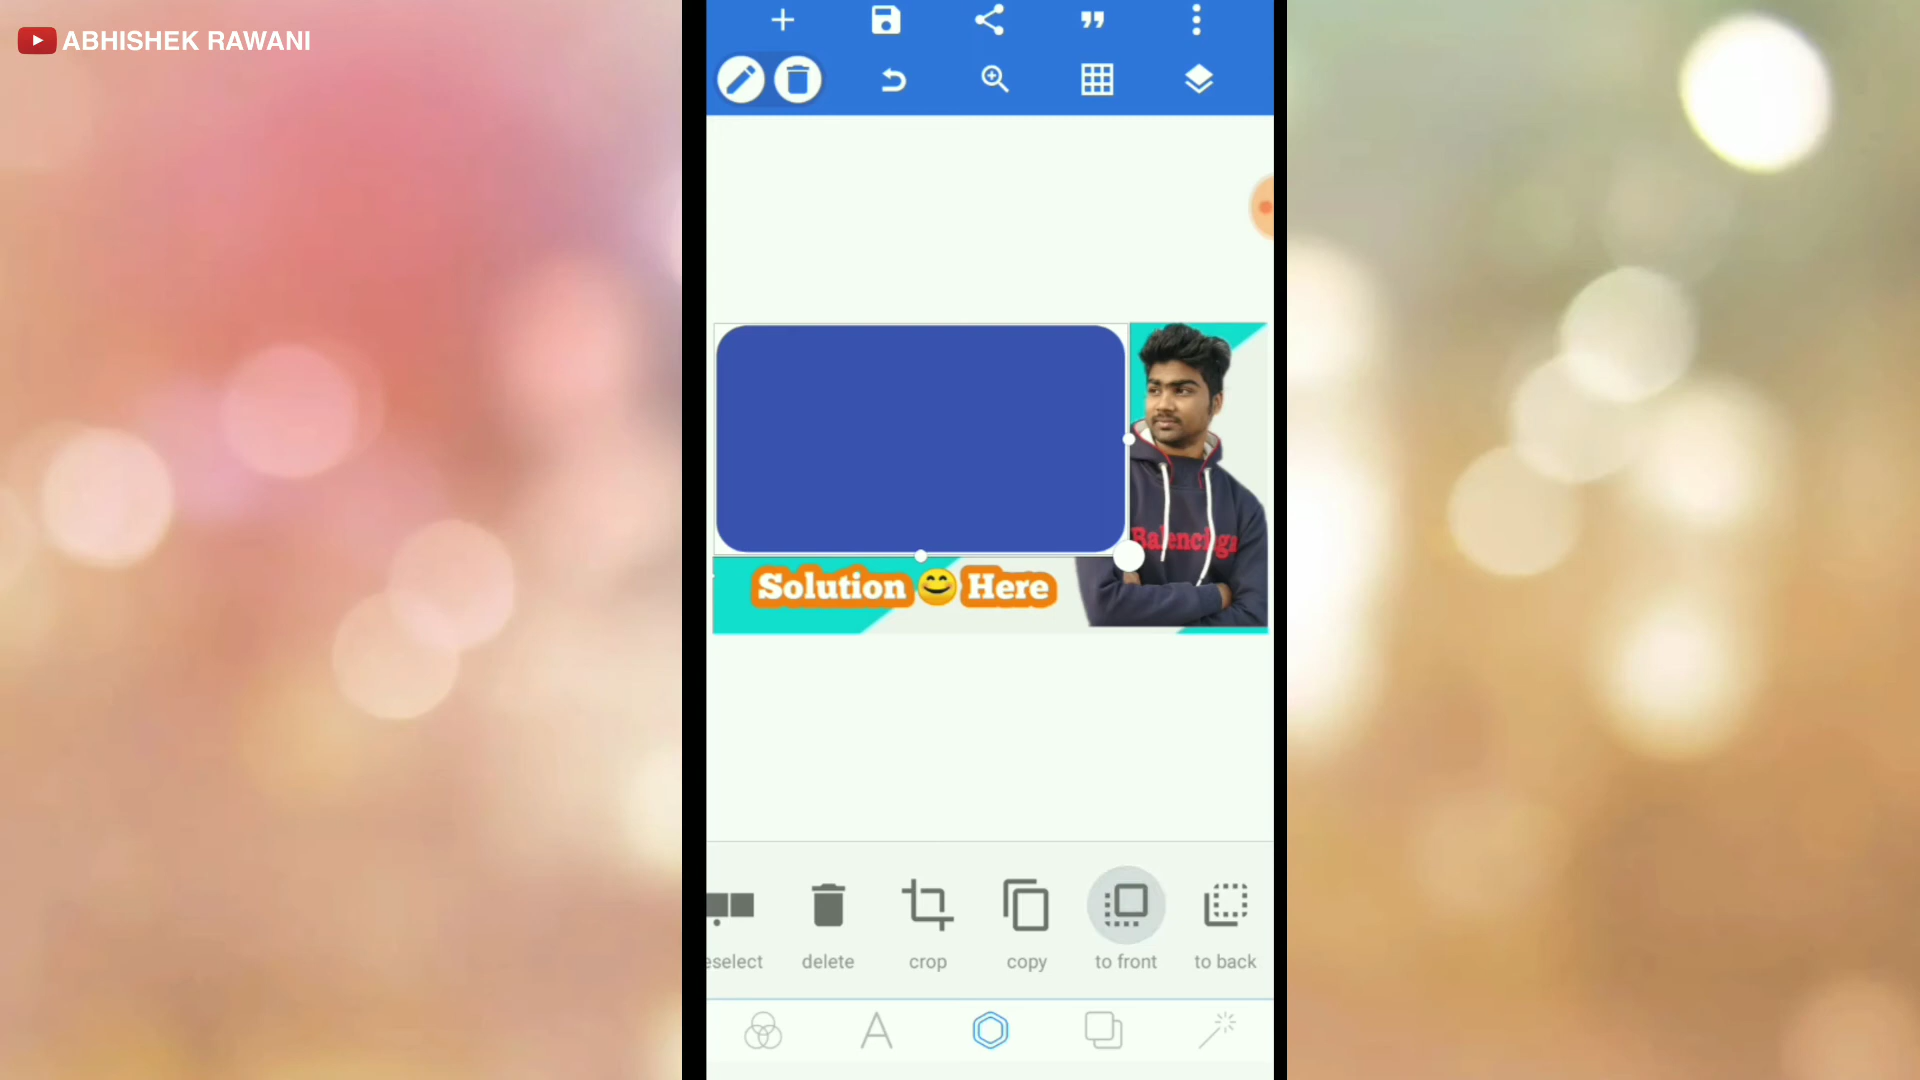 ABHISHEK RAWANI
Solution 😊 Here
eselect
delete
crop
copy
to front
to back